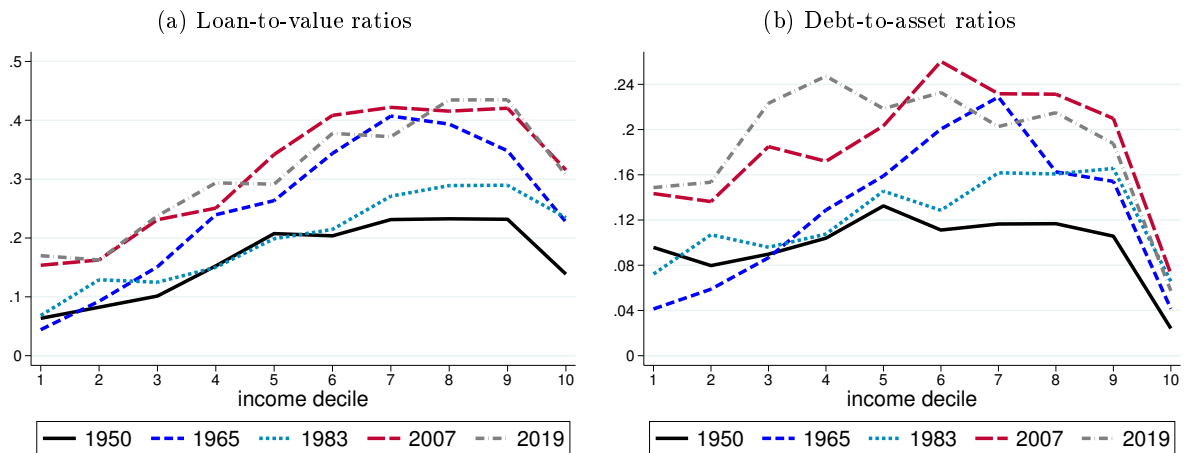 (a) Loan-to-value ratios
.5
.4
.3
.2
.1
0
1 2 3 4 5 6 7 8 9 10
income decile
1950 1965 1983 2007 2019
(b) Debt-to-asset ratios
.24
.2
.16
.12
.08
.04
0
1 2 3 4 5 6 7 8 9 10
income decile
1950 1965 1983 2007 2019